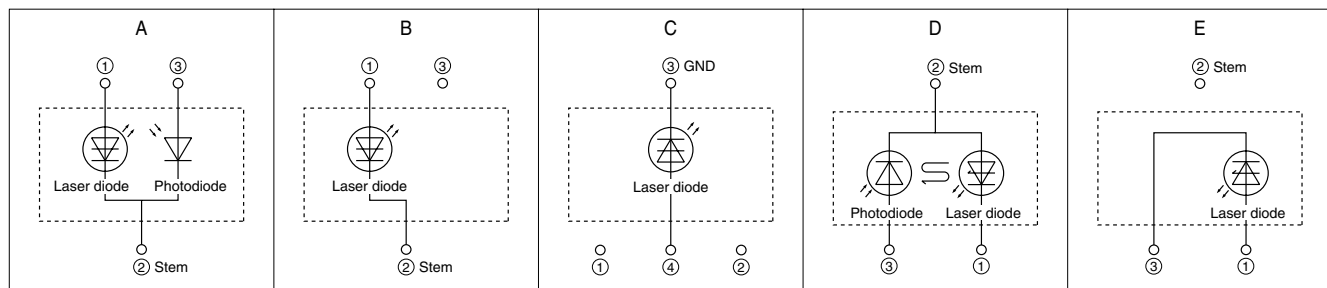 A
① ③
Laser diode Photodiode
② Stem
B
① ③
Laser diode
② Stem
C
③ GND
Laser diode
① ④ ②
D
② Stem
Photodiode Laser diode
③ ①
E
② Stem
Laser diode
③ ①